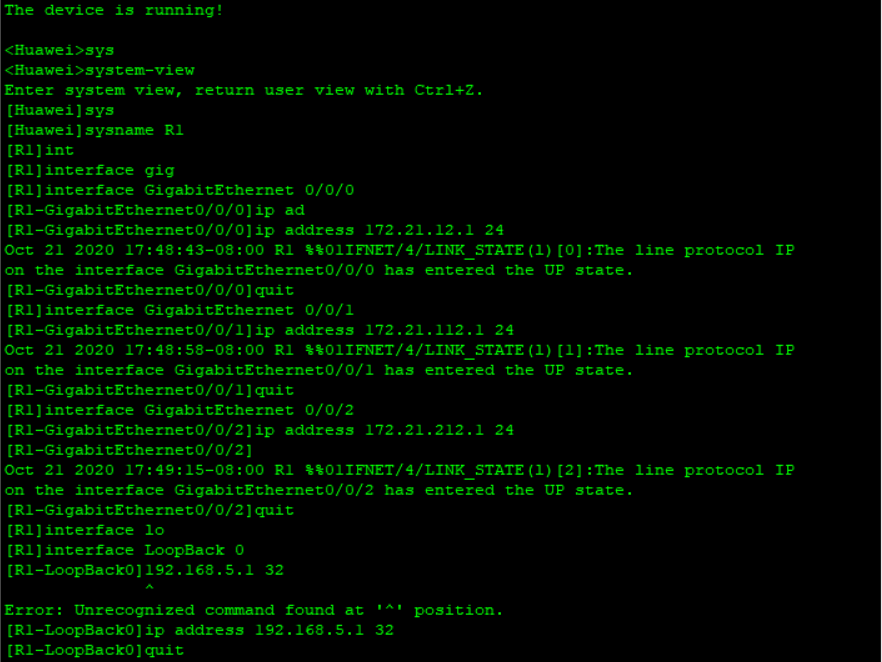 The device is running!
<Huawei>sys
<Huawei>system-view
Enter system view, return user view with Ctrl+Z.
[Huawei]sys
[Huawei]sysname R1
[R1]int
[R1]interface gig
[R1]interface GigabitEthernet 0/0/0
[R1-GigabitEthernet0/0/0]ip ad
[R1-GigabitEthernet0/0/0]ip address 172.21.12.1 24
Oct 21 2020 17:48:43-08:00 R1 %%01IFNET/4/LINK_STATE(l)[0]:The line protocol IP
on the interface GigabitEthernet0/0/0 has entered the UP state.
[R1-GigabitEthernet0/0/0]quit
[R1]interface GigabitEthernet 0/0/1
[R1-GigabitEthernet0/0/1]ip address 172.21.112.1 24
Oct 21 2020 17:48:58-08:00 R1 %%01IFNET/4/LINK_STATE(l)[1]:The line protocol IP
on the interface GigabitEthernet0/0/1 has entered the UP state.
[R1-GigabitEthernet0/0/1]quit
[R1]interface GigabitEthernet 0/0/2
[R1-GigabitEthernet0/0/2]ip address 172.21.212.1 24
[R1-GigabitEthernet0/0/2]
Oct 21 2020 17:49:15-08:00 R1 %%01IFNET/4/LINK_STATE(l)[2]:The line protocol IP
on the interface GigabitEthernet0/0/2 has entered the UP state.
[R1-GigabitEthernet0/0/2]quit
[R1]interface lo
[R1]interface LoopBack 0
[R1-LoopBack0]192.168.5.1 32
^
Error: Unrecognized command found at '^' position.
[R1-LoopBack0]ip address 192.168.5.1 32
[R1-LoopBack0]quit